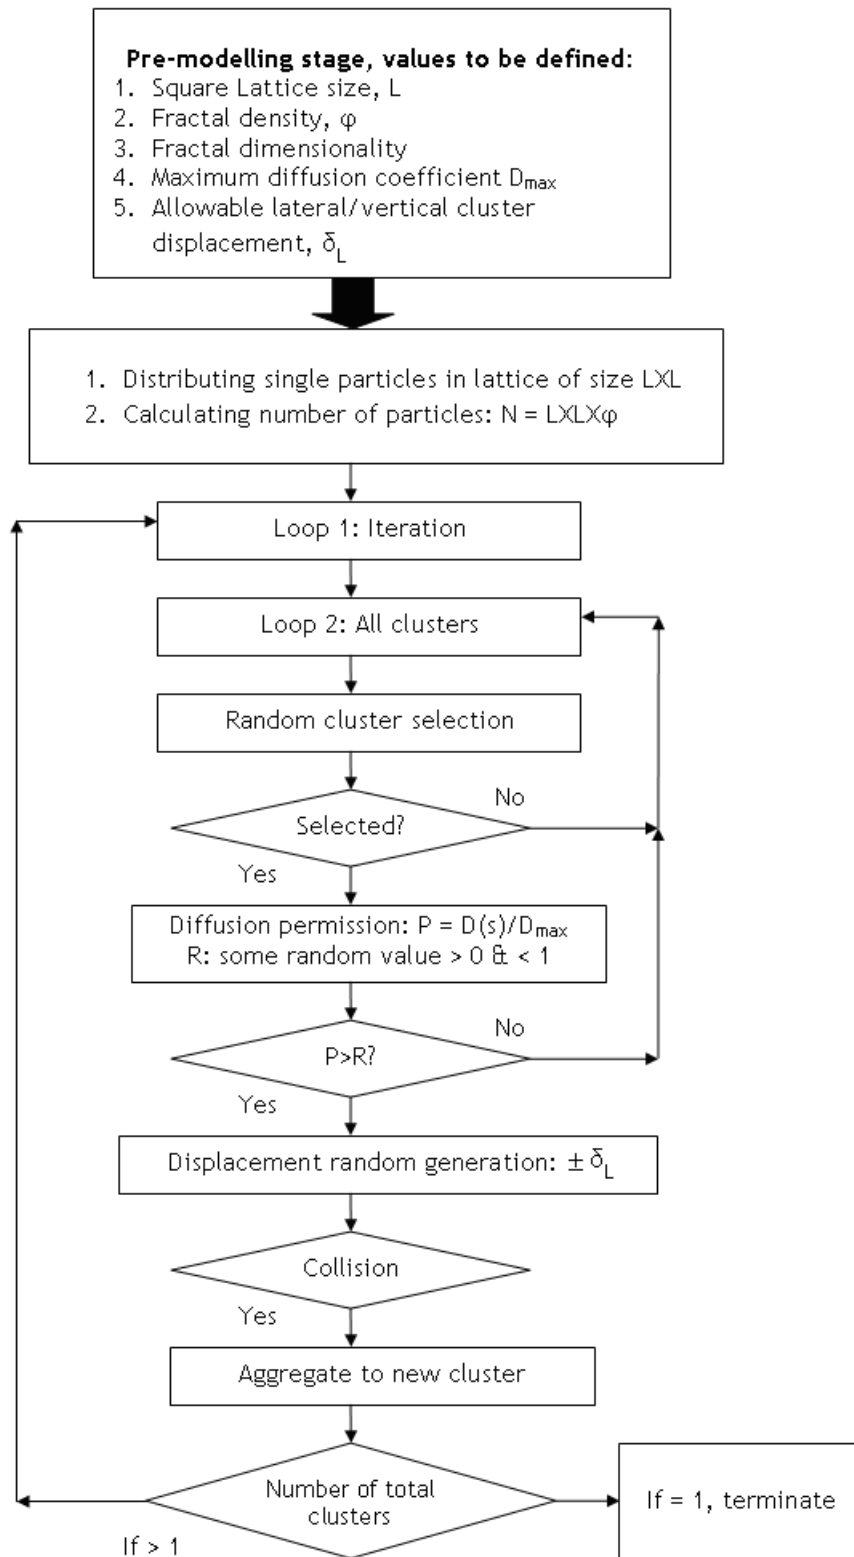 Pre-modelling stage, values to be defined:
1. Square Lattice size, L
2. Fractal density, φ
3. Fractal dimensionality
4. Maximum diffusion coefficient Dmax
5. Allowable lateral/vertical cluster
displacement, δL
1. Distributing single particles in lattice of size LXL
2. Calculating number of particles: N = LXLXφ
Loop 1: Iteration
Loop 2: All clusters
Random cluster selection
No
Selected?
Yes
Diffusion permission: P = D(s)/Dmax
R: some random value > 0 & < 1
No
P>R?
Yes
Displacement random generation: ± δL
Collision
Yes
Aggregate to new cluster
Number of total
clusters
If = 1, terminate
If > 1